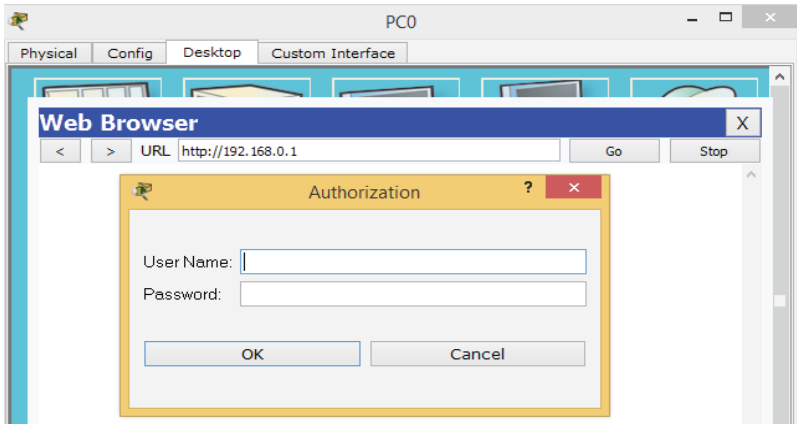 PC0
Physical Config Desktop Custom Interface
Web Browser X
< > URL http://192.168.0.1 Go Stop
Authorization ?
User Name:
Password:
OK Cancel